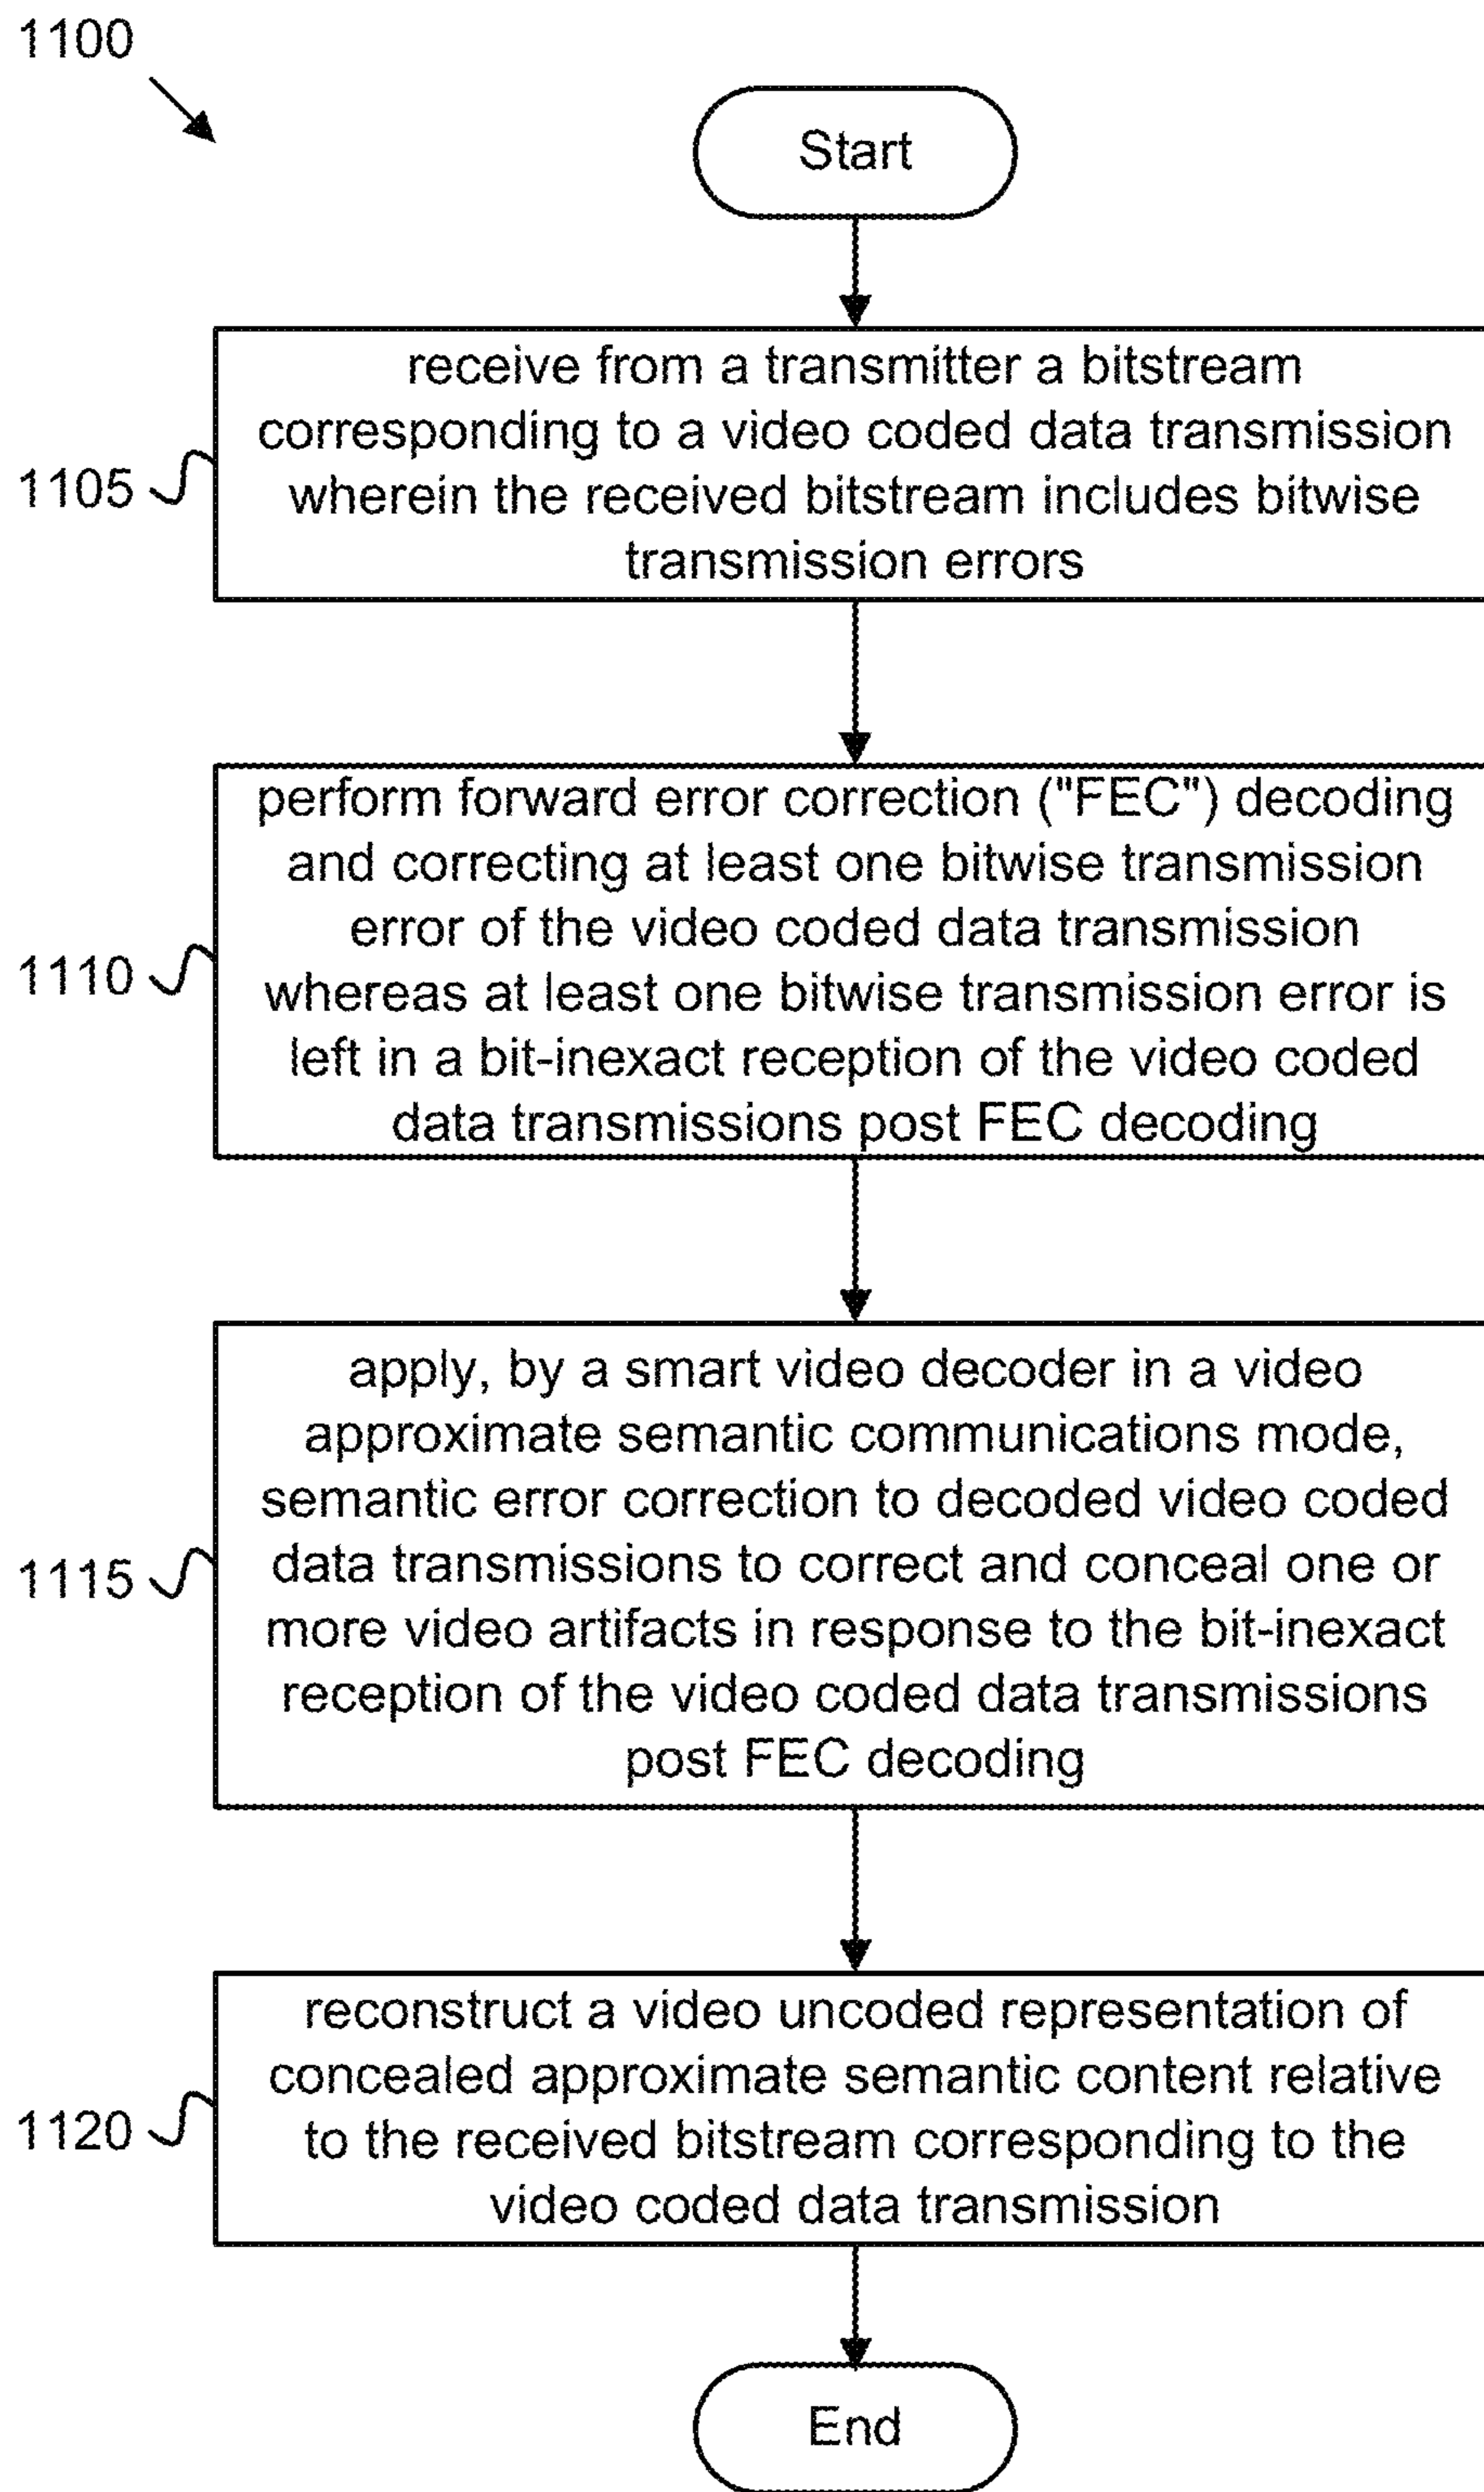 1100
Start
receive from a transmitter a bitstream
corresponding to a video coded data transmission
wherein the received bitstream includes bitwise
transmission errors
1105
perform forward error correction ("FEC") decoding
and correcting at least one bitwise transmission
error of the video coded data transmission
whereas at least one bitwise transmission error is
left in a bit-inexact reception of the video coded
data transmissions post FEC decoding
1110
apply, by a smart video decoder in a video
approximate semantic communications mode,
semantic error correction to decoded video coded
data transmissions to correct and conceal one or
more video artifacts in response to the bit-inexact
reception of the video coded data transmissions
post FEC decoding
1115
reconstruct a video uncoded representation of
concealed approximate semantic content relative
to the received bitstream corresponding to the
video coded data transmission
1120
End